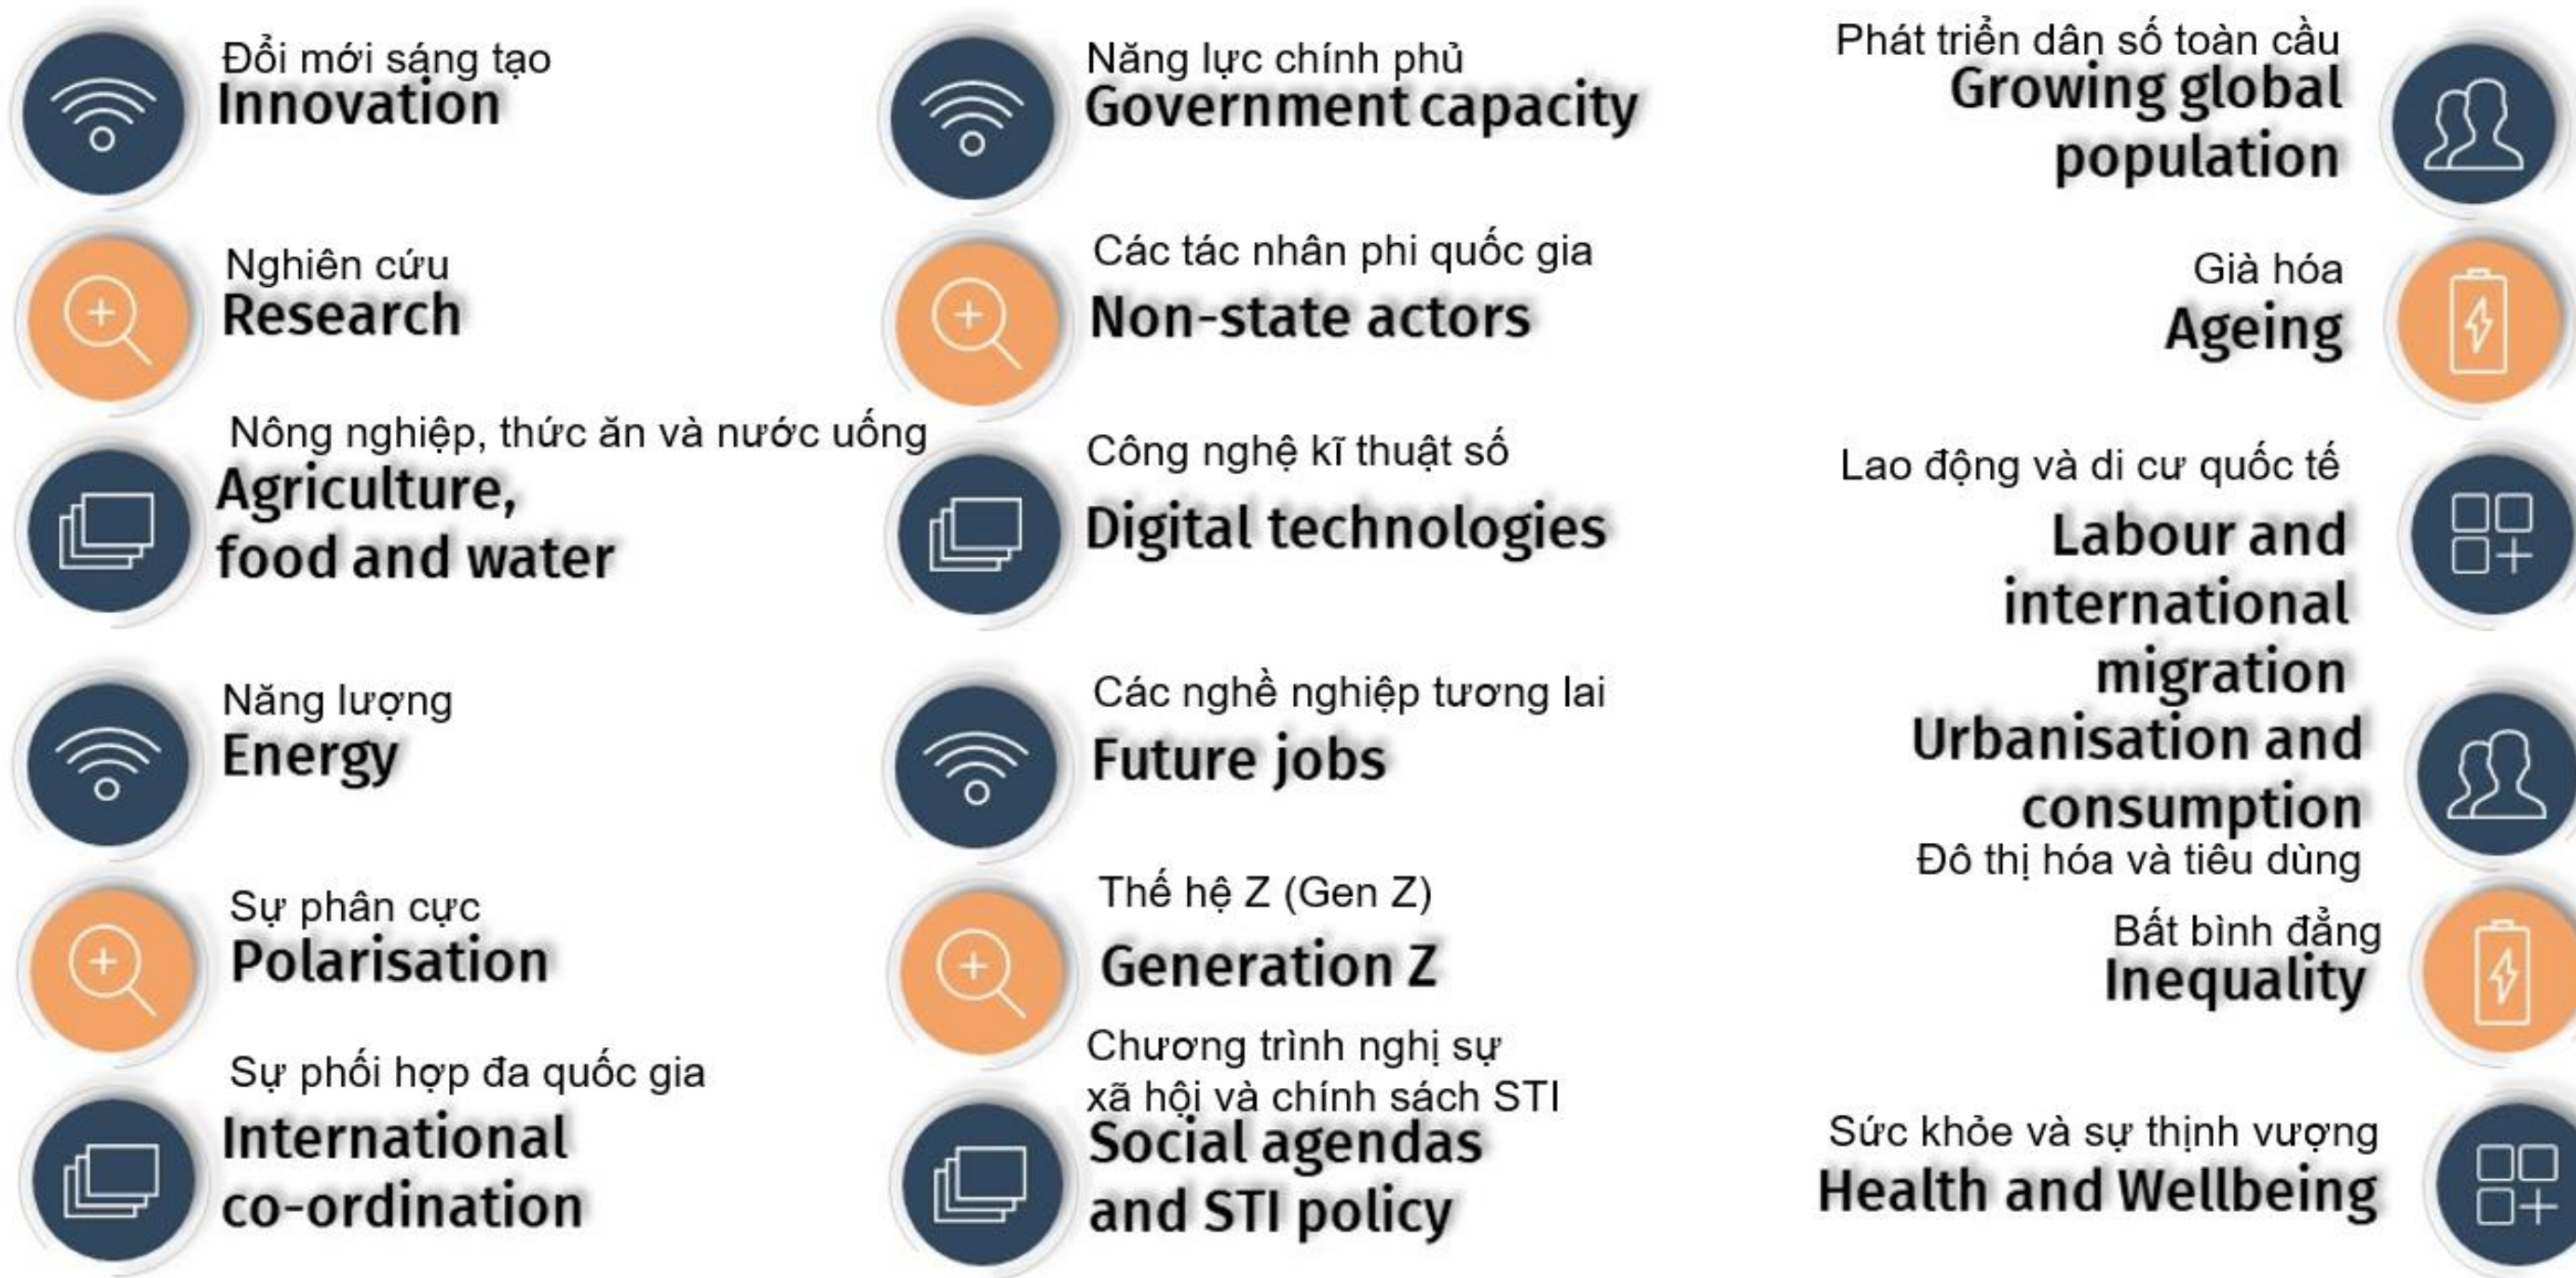 Đổi mới sáng tạo
Innovation
Nghiên cứu
Research
Nông nghiệp, thức ăn và nước uống
Agriculture,
food and water
Năng lượng
Energy
Sự phân cực
Polarisation
Sự phối hợp đa quốc gia
International
co-ordination
Năng lực chính phủ
Government capacity
Các tác nhân phi quốc gia
Non-state actors
Công nghệ kĩ thuật số
Digital technologies
Các nghề nghiệp tương lai
Future jobs
Thế hệ Z (Gen Z)
Generation Z
Chương trình nghị sự
xã hội và chính sách STI
Social agendas
and STI policy
Phát triển dân số toàn cầu
Growing global
population
Già hóa
Ageing
Lao động và di cư quốc tế
Labour and
international
migration
Urbanisation and
consumption
Đô thị hóa và tiêu dùng
Bất bình đẳng
Inequality
Sức khỏe và sự thịnh vượng
Health and Wellbeing